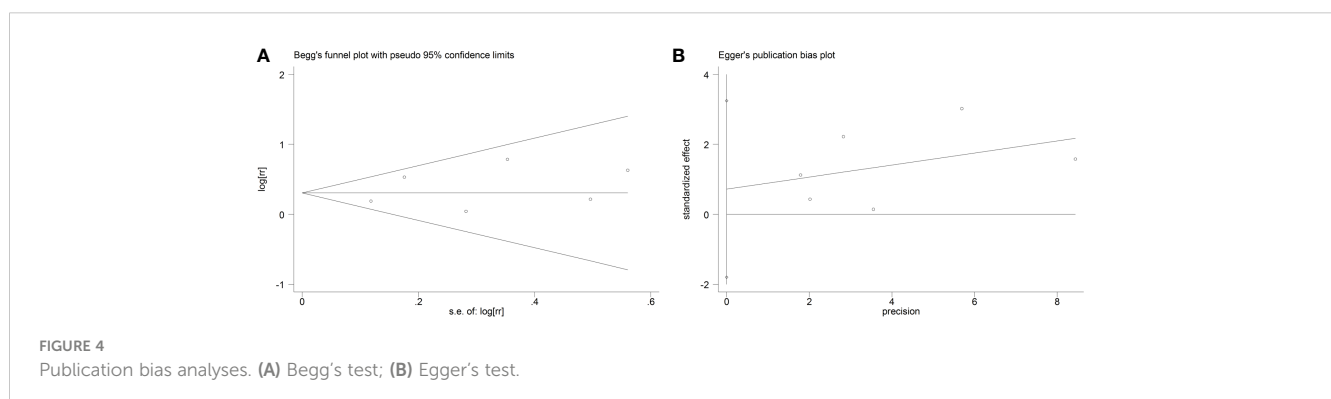 A
Begg's funnel plot with pseudo 95% confidence limits
log[rr]
2
1
0
-1
0 .2 .4 .6
s.e. of: log[rr]
B
Egger's publication bias plot
standardized effect
4
2
0
-2
0 2 4 6 8
precision
FIGURE 4
Publication bias analyses. (A) Begg's test; (B) Egger's test.